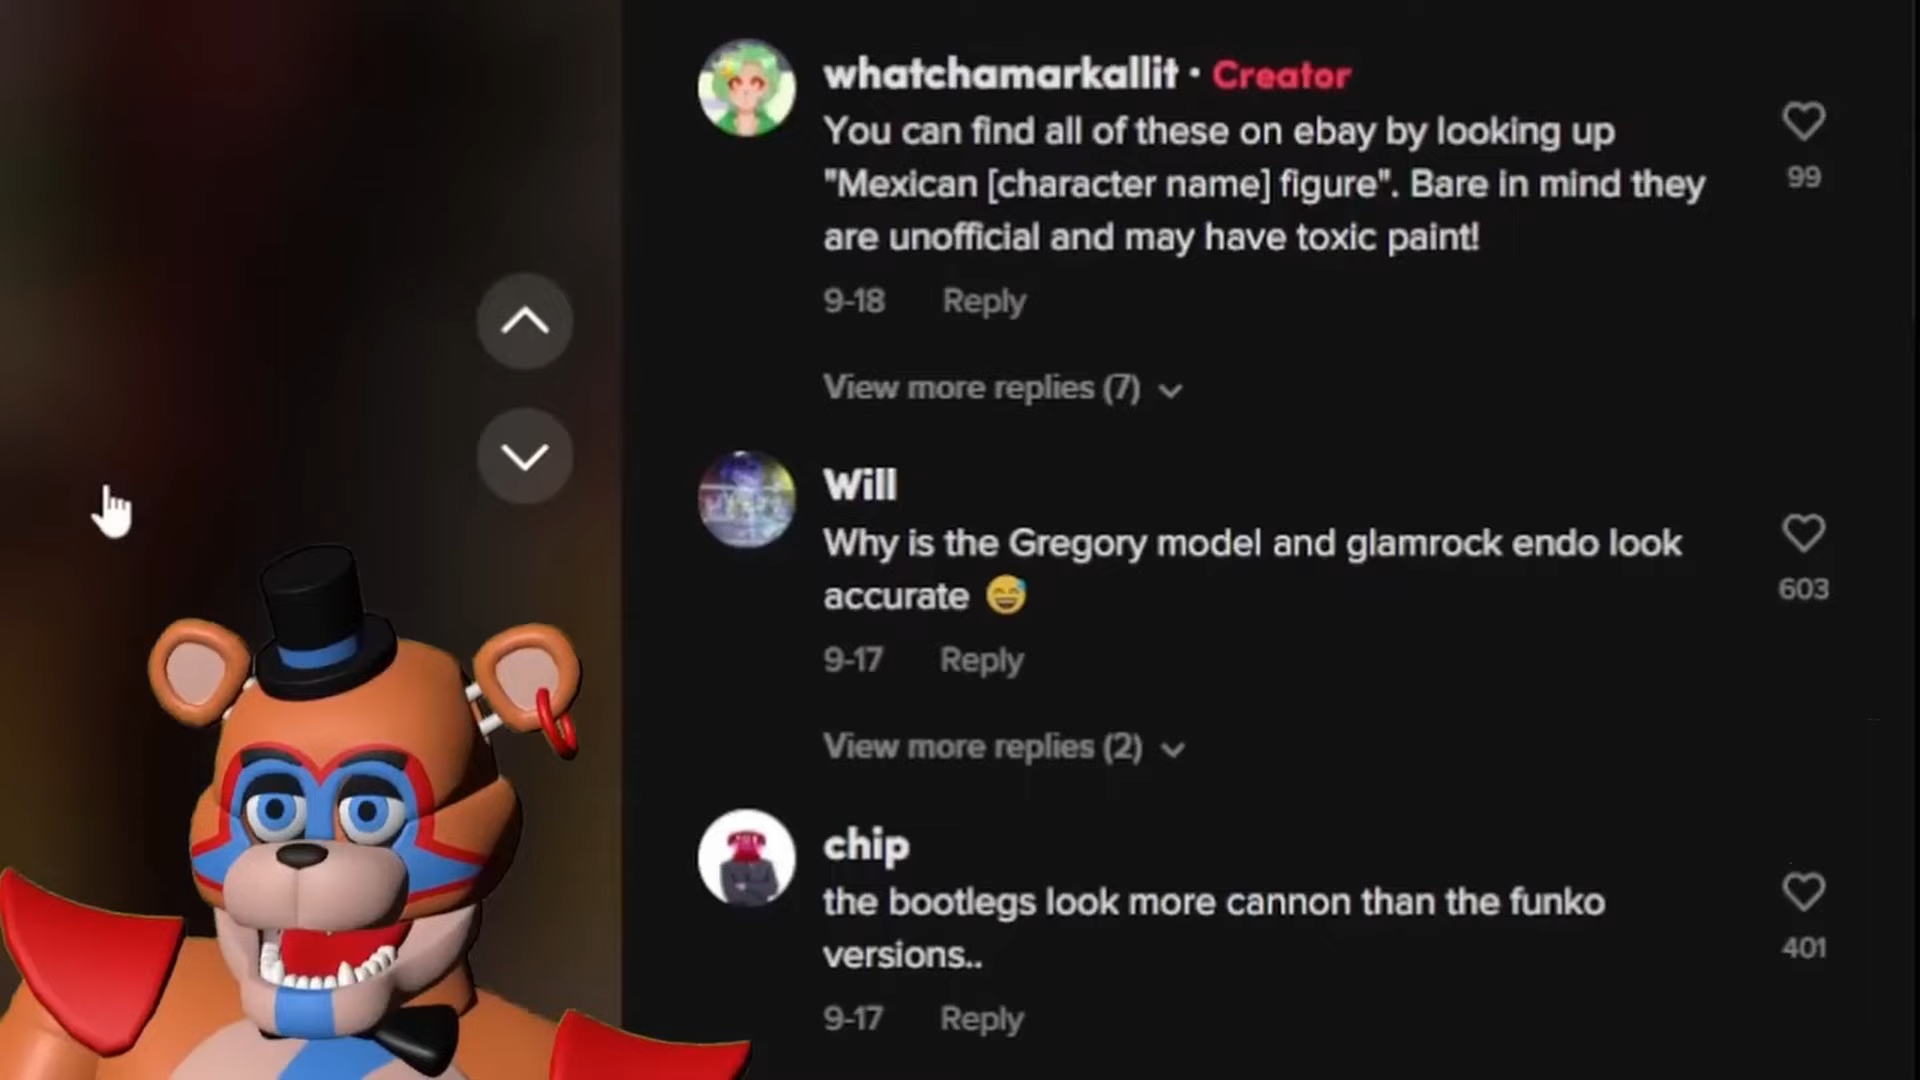 whatchamarkallit · Creator
You can find all of these on ebay by looking up
"Mexican [character name] figure". Bare in mind they
are unofficial and may have toxic paint!
99
9-18 Reply
View more replies (7)
Will
Why is the Gregory model and glamrock endo look
accurate 😅
603
9-17 Reply
View more replies (2)
chip
the bootlegs look more cannon than the funko
versions..
401
9-17 Reply